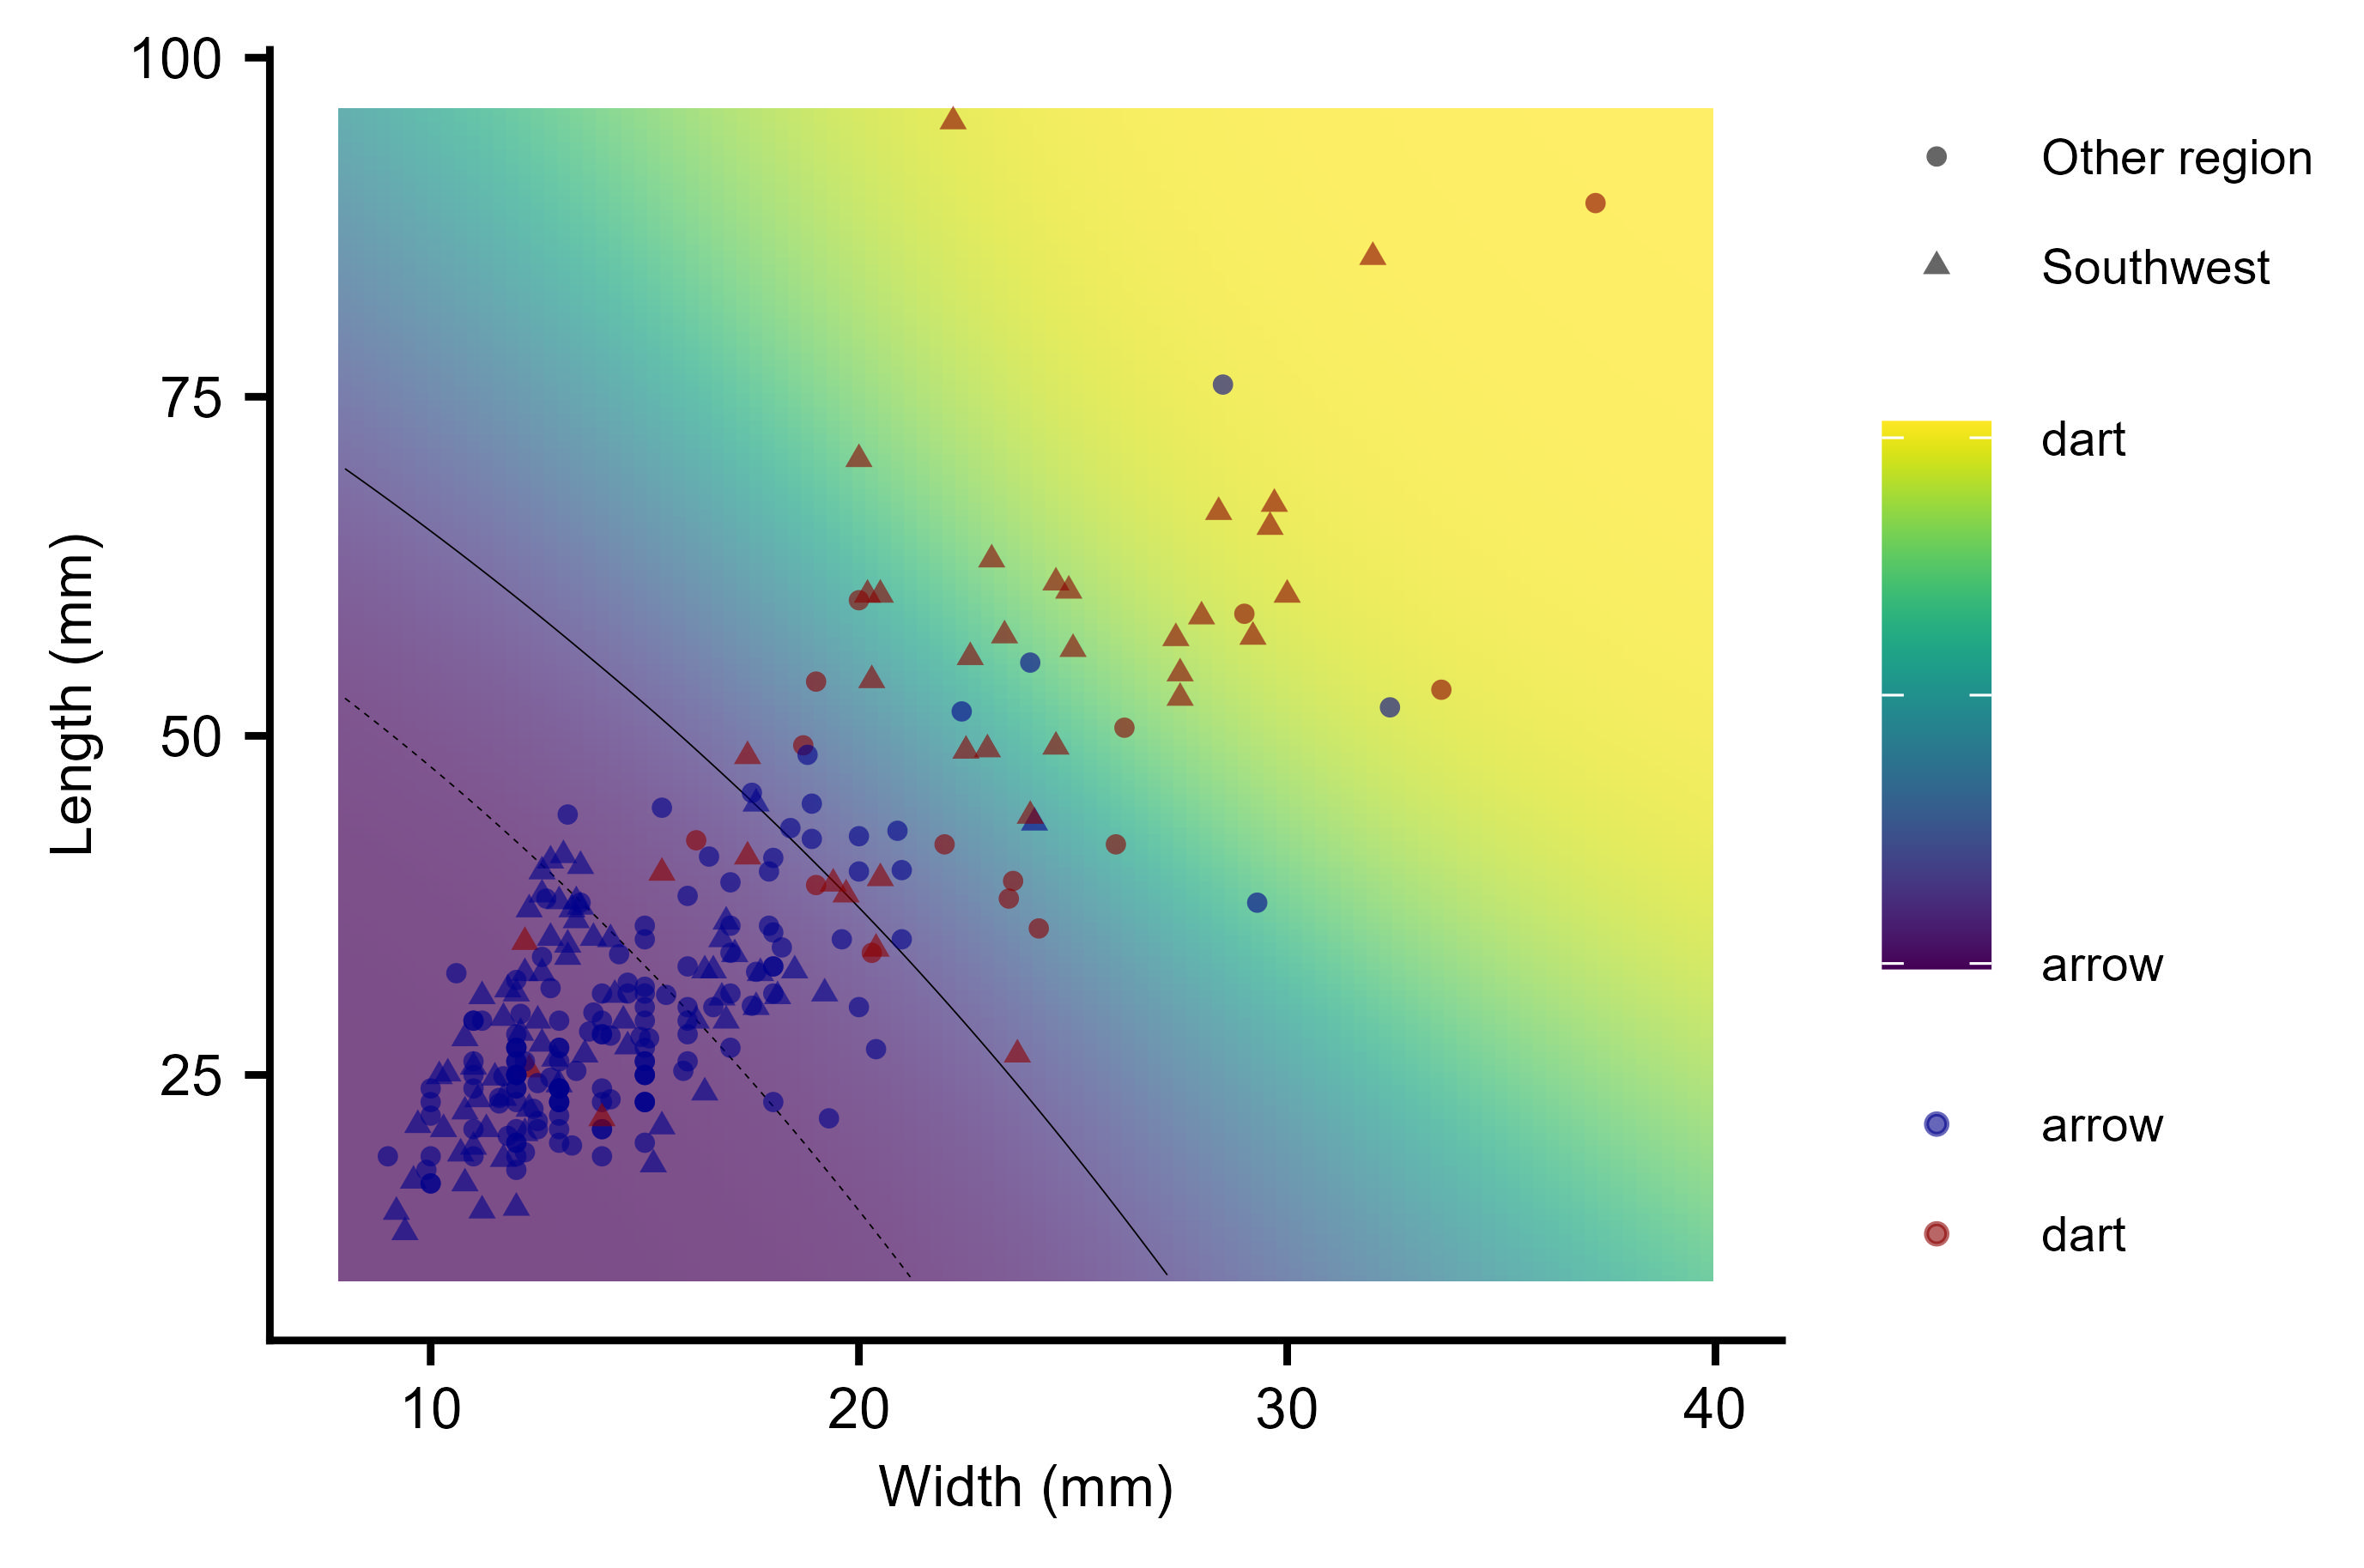 100
75
50
25
Length (mm)
10 20 30 40
Width (mm)
Other region
Southwest
dart
arrow
arrow
dart